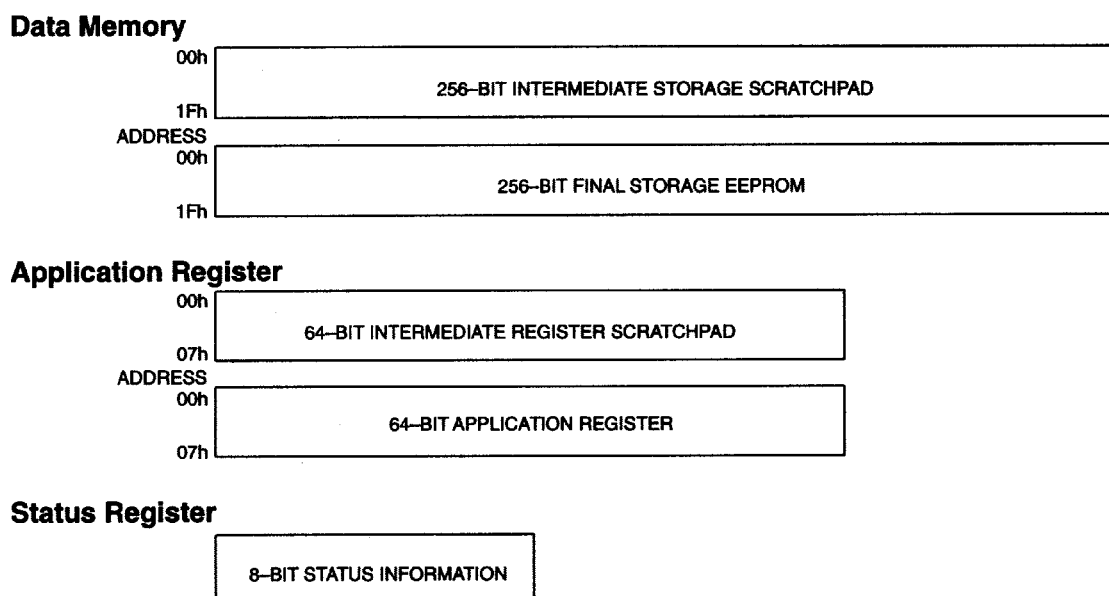 Data Memory
00h
256–BIT INTERMEDIATE STORAGE SCRATCHPAD
1Fh
ADDRESS
00h
256–BIT FINAL STORAGE EEPROM
1Fh
Application Register
00h
64–BIT INTERMEDIATE REGISTER SCRATCHPAD
07h
ADDRESS
00h
64–BIT APPLICATION REGISTER
07h
Status Register
8–BIT STATUS INFORMATION